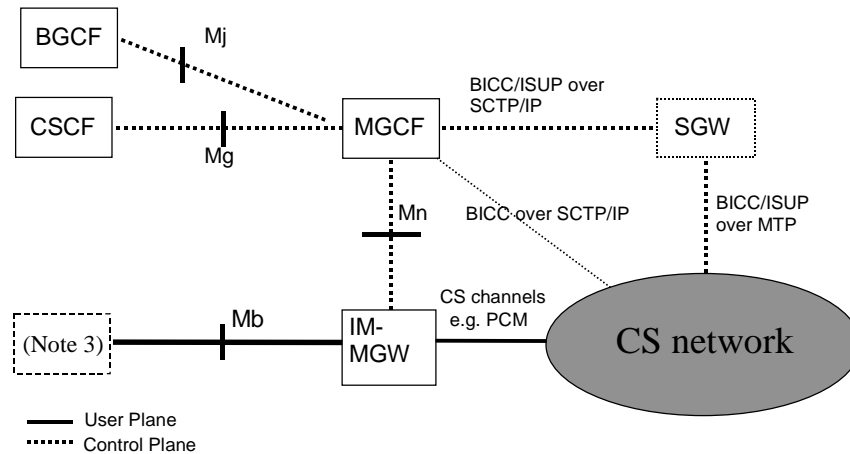 BGCF
Mj
BICC/ISUP over
SCTP/IP
CSCF
Mg
MGCF
SGW
Mn
BICC over SCTP/IP
BICC/ISUP
over MTP
(Note 3)
Mb
IM-
MGW
CS channels
e.g. PCM
CS network
User Plane
Control Plane